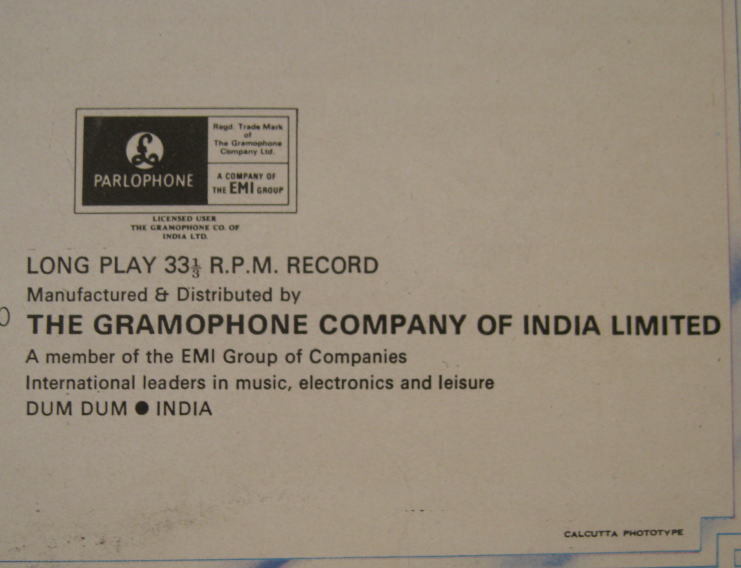 PARLOPHONE
Regd. Trade Mark
of
The Gramophone
Company Ltd.
A COMPANY OF
THE EMI GROUP
LICENSED USER
THE GRAMOPHONE CO. OF
INDIA LTD.
LONG PLAY 33⅓ R.P.M. RECORD
Manufactured & Distributed by
THE GRAMOPHONE COMPANY OF INDIA LIMITED
A member of the EMI Group of Companies
International leaders in music, electronics and leisure
DUM DUM ● INDIA
CALCUTTA PHOTOTYPE